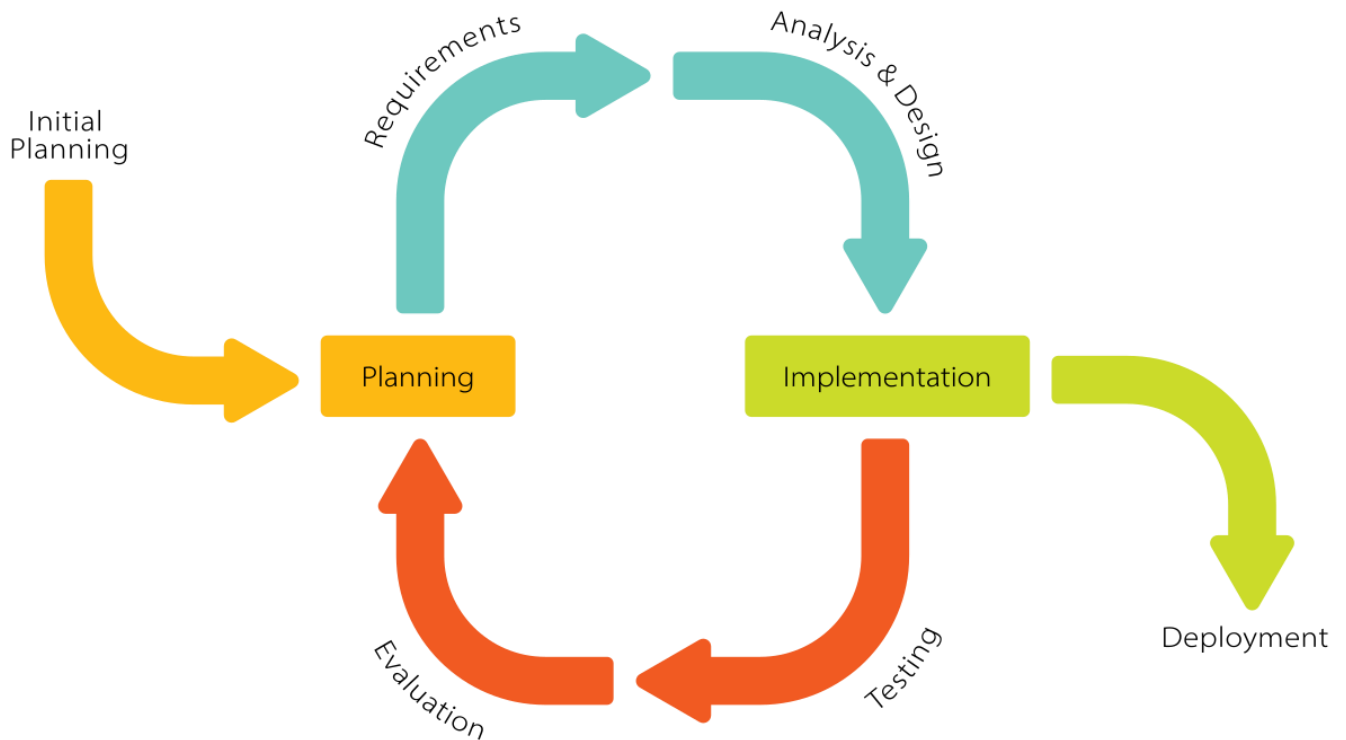 Initial
Planning
Requirements
Analysis & Design
Planning
Implementation
Evaluation
Testing
Deployment